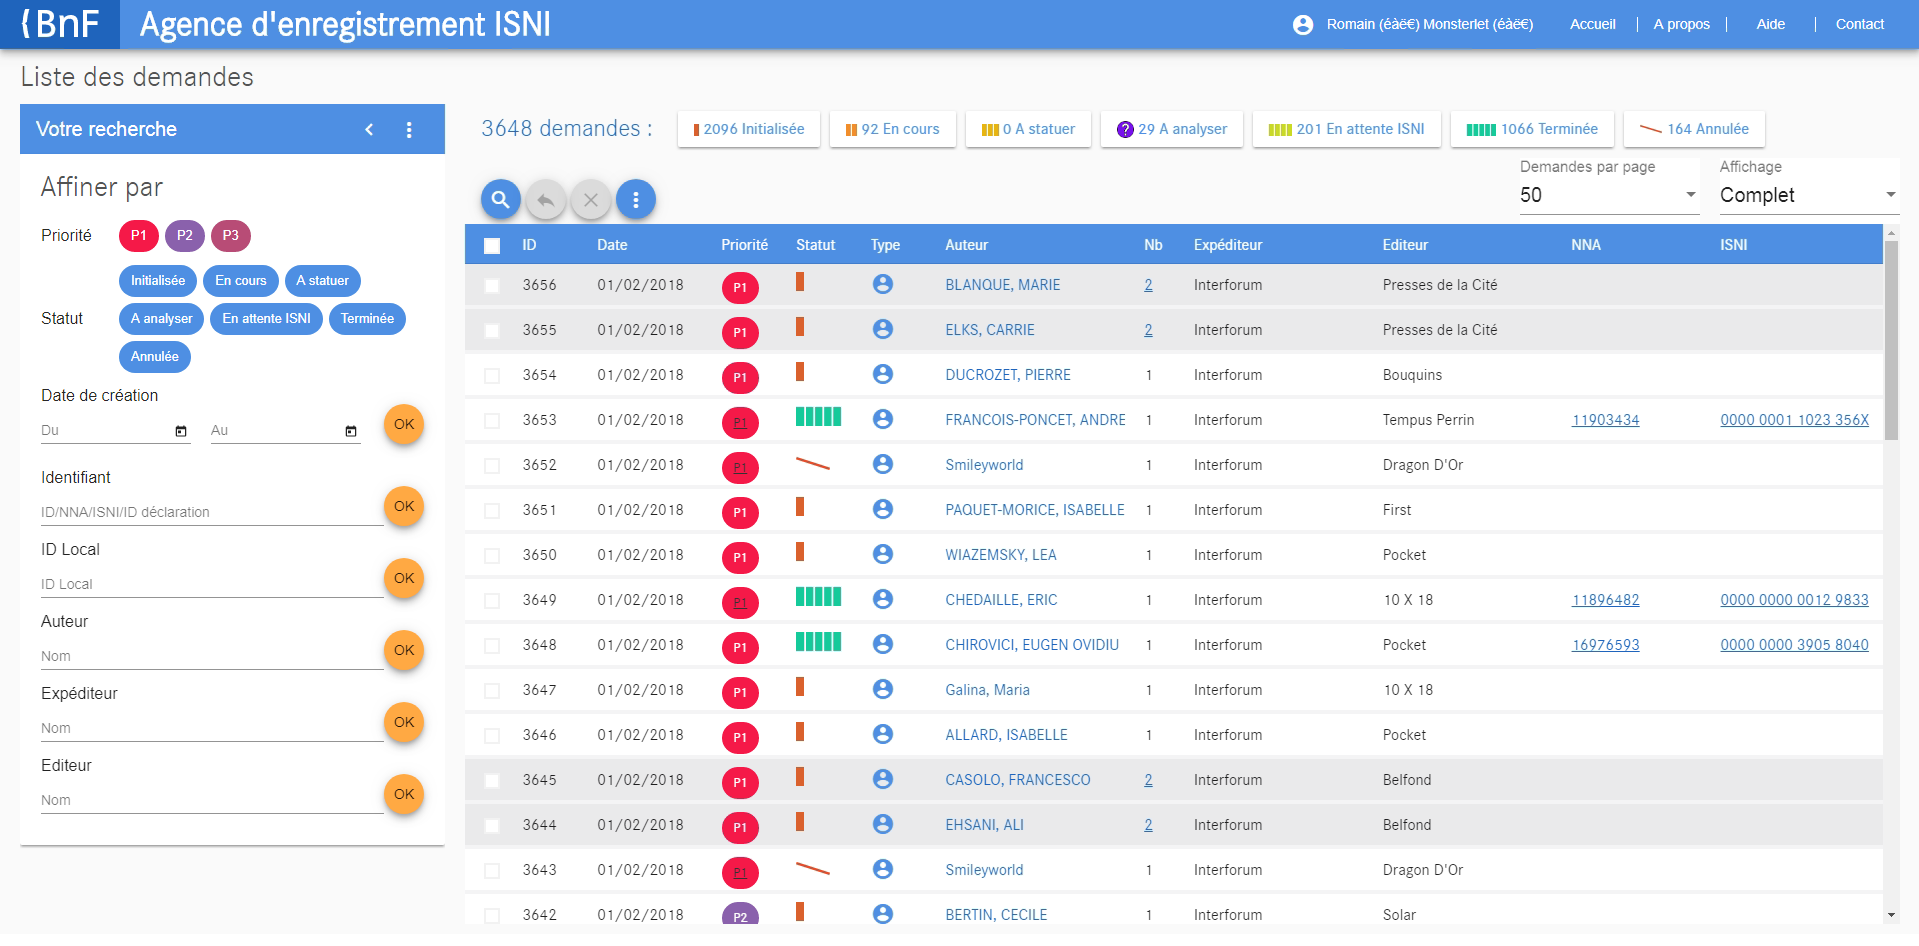 BnF Agence d'enregistrement ISNI Romain (éàë€) Monsterlet (éàë€) Accueil A propos Aide Contact
Liste des demandes
Votre recherche
Affiner par
Priorité P1 P2 P3
Initialisée En cours A statuer
Statut A analyser En attente ISNI Terminée
Annulée
Date de création
Du Au OK
Identifiant
ID/NNA/ISNI/ID déclaration OK
ID Local
ID Local OK
Auteur
Nom OK
Expéditeur
Nom OK
Editeur
Nom OK
3648 demandes : 2096 Initialisée 92 En cours 0 A statuer ? 29 A analyser 201 En attente ISNI 1066 Terminée 164 Annulée
Demandes par page Affichage
50 Complet
ID Date Priorité Statut Type Auteur Nb Expéditeur Editeur NNA ISNI
3656 01/02/2018 P1 BLANQUE, MARIE 2 Interforum Presses de la Cité
3655 01/02/2018 P1 ELKS, CARRIE 2 Interforum Presses de la Cité
3654 01/02/2018 P1 DUCROZET, PIERRE 1 Interforum Bouquins
3653 01/02/2018 P1 FRANCOIS-PONCET, ANDRE 1 Interforum Tempus Perrin 11903434 0000 0001 1023 356X
3652 01/02/2018 P1 Smileyworld 1 Interforum Dragon D'Or
3651 01/02/2018 P1 PAQUET-MORICE, ISABELLE 1 Interforum First
3650 01/02/2018 P1 WIAZEMSKY, LEA 1 Interforum Pocket
3649 01/02/2018 P1 CHEDAILLE, ERIC 1 Interforum 10 X 18 11896482 0000 0000 0012 9833
3648 01/02/2018 P1 CHIROVICI, EUGEN OVIDIU 1 Interforum Pocket 16976593 0000 0000 3905 8040
3647 01/02/2018 P1 Galina, Maria 1 Interforum 10 X 18
3646 01/02/2018 P1 ALLARD, ISABELLE 1 Interforum Pocket
3645 01/02/2018 P1 CASOLO, FRANCESCO 2 Interforum Belfond
3644 01/02/2018 P1 EHSANI, ALI 2 Interforum Belfond
3643 01/02/2018 P1 Smileyworld 1 Interforum Dragon D'Or
3642 01/02/2018 P2 BERTIN, CECILE 1 Interforum Solar